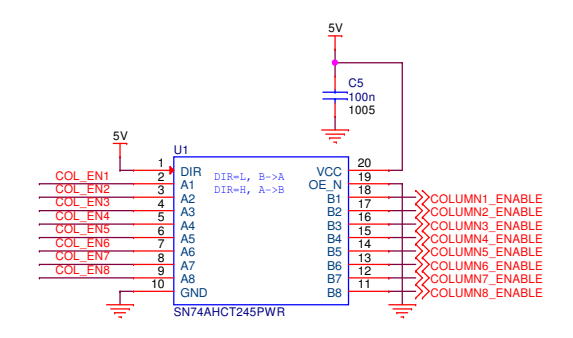 5V
C5
100n
1005
5V
U1
1 DIR VCC 20
COL_EN1 2 A1 DIR=L, B->A OE_N 19
COL_EN2 3 A2 DIR=H, A->B B1 18 COLUMN1_ENABLE
COL_EN3 4 A3 B2 17 COLUMN2_ENABLE
COL_EN4 5 A4 B3 16 COLUMN3_ENABLE
COL_EN5 6 A5 B4 15 COLUMN4_ENABLE
COL_EN6 7 A6 B5 14 COLUMN5_ENABLE
COL_EN7 8 A7 B6 13 COLUMN6_ENABLE
COL_EN8 9 A8 B7 12 COLUMN7_ENABLE
10 GND B8 11 COLUMN8_ENABLE
SN74AHCT245PWR